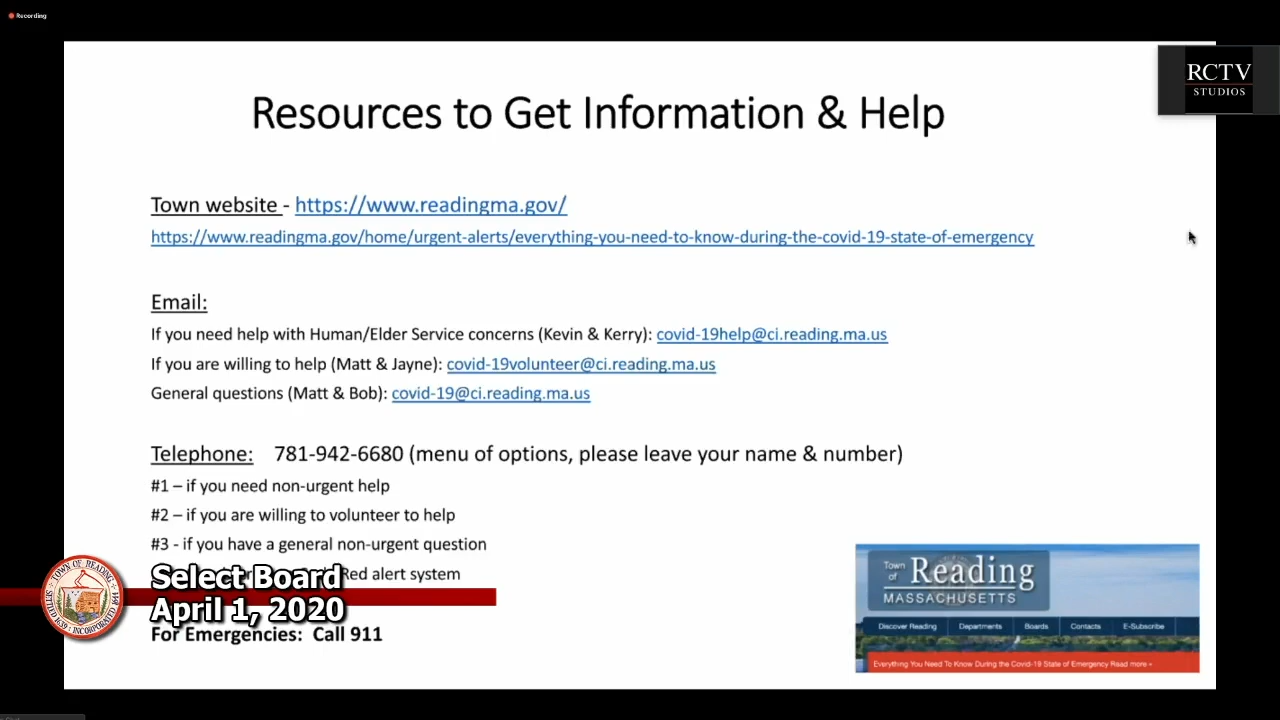 Recording
RCTV
STUDIOS
Resources to Get Information & Help
Town website - https://www.readingma.gov/
https://www.readingma.gov/home/urgent-alerts/everything-you-need-to-know-during-the-covid-19-state-of-emergency
Email:
If you need help with Human/Elder Service concerns (Kevin & Kerry): covid-19help@ci.reading.ma.us
If you are willing to help (Matt & Jayne): covid-19volunteer@ci.reading.ma.us
General questions (Matt & Bob): covid-19@ci.reading.ma.us
Telephone: 781-942-6680 (menu of options, please leave your name & number)
#1 – if you need non-urgent help
#2 – if you are willing to volunteer to help
#3 - if you have a general non-urgent question
Red alert system
Select Board
April 1, 2020
For Emergencies: Call 911
TOWN OF READING
Town of Reading
MASSACHUSETTS
Discover Reading Departments Boards Contacts E-Subscribe
Everything You Need To Know During the Covid-19 State of Emergency Read more »